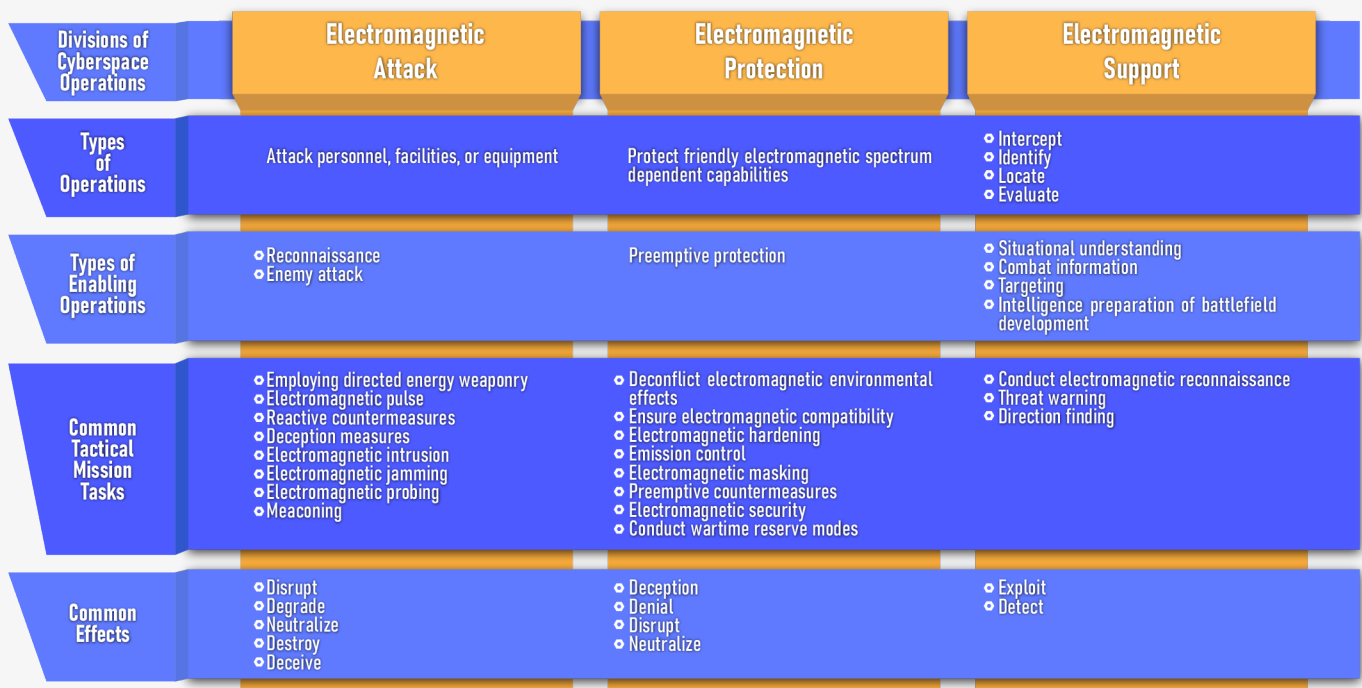 Divisions of
Cyberspace
Operations
Electromagnetic
Attack
Electromagnetic
Protection
Electromagnetic
Support
Types
of
Operations
Attack personnel, facilities, or equipment
Protect friendly electromagnetic spectrum
dependent capabilities
Intercept
Identify
Locate
Evaluate
Types of
Enabling
Operations
Reconnaissance
Enemy attack
Preemptive protection
Situational understanding
Combat information
Targeting
Intelligence preparation of battlefield
development
Common
Tactical
Mission
Tasks
Employing directed energy weaponry
Electromagnetic pulse
Reactive countermeasures
Deception measures
Electromagnetic intrusion
Electromagnetic jamming
Electromagnetic probing
Meaconing
Deconflict electromagnetic environmental
effects
Ensure electromagnetic compatibility
Electromagnetic hardening
Emission control
Electromagnetic masking
Preemptive countermeasures
Electromagnetic security
Conduct wartime reserve modes
Conduct electromagnetic reconnaissance
Threat warning
Direction finding
Common
Effects
Disrupt
Degrade
Neutralize
Destroy
Deceive
Deception
Denial
Disrupt
Neutralize
Exploit
Detect